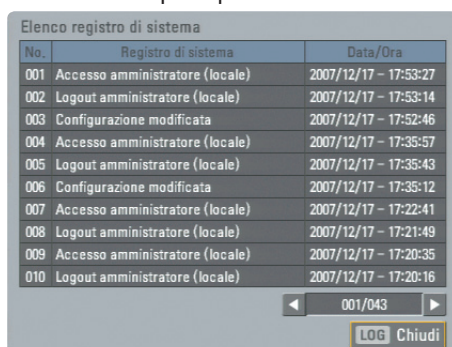 Elenco registro di sistema
No. Registro di sistema Data/Ora
001 Accesso amministratore (locale) 2007/12/17 – 17:53:27
002 Logout amministratore (locale) 2007/12/17 – 17:53:14
003 Configurazione modificata 2007/12/17 – 17:52:46
004 Accesso amministratore (locale) 2007/12/17 – 17:35:57
005 Logout amministratore (locale) 2007/12/17 – 17:35:43
006 Configurazione modificata 2007/12/17 – 17:35:12
007 Accesso amministratore (locale) 2007/12/17 – 17:22:41
008 Logout amministratore (locale) 2007/12/17 – 17:21:49
009 Accesso amministratore (locale) 2007/12/17 – 17:20:35
010 Logout amministratore (locale) 2007/12/17 – 17:20:16
001/043
LOG Chiudi